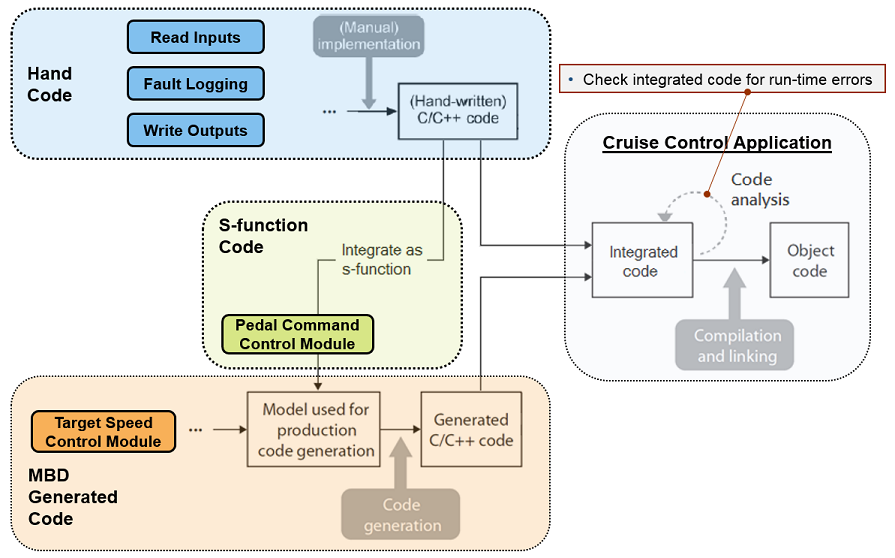 Hand
Code
Read Inputs
Fault Logging
Write Outputs
(Manual)
implementation
...
(Hand-written)
C/C++ code
• Check integrated code for run-time errors
Cruise Control Application
Code
analysis
Integrated
code
Object
code
Compilation
and linking
S-function
Code
Integrate as
s-function
Pedal Command
Control Module
Target Speed
Control Module
...
Model used for
production
code generation
Generated
C/C++ code
Code
generation
MBD
Generated
Code